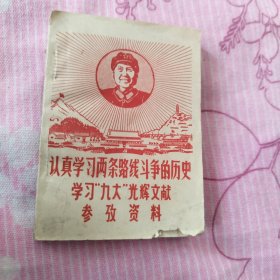 认真学习两条路线斗争的历史
学习“九大”光辉文献
参攷资料